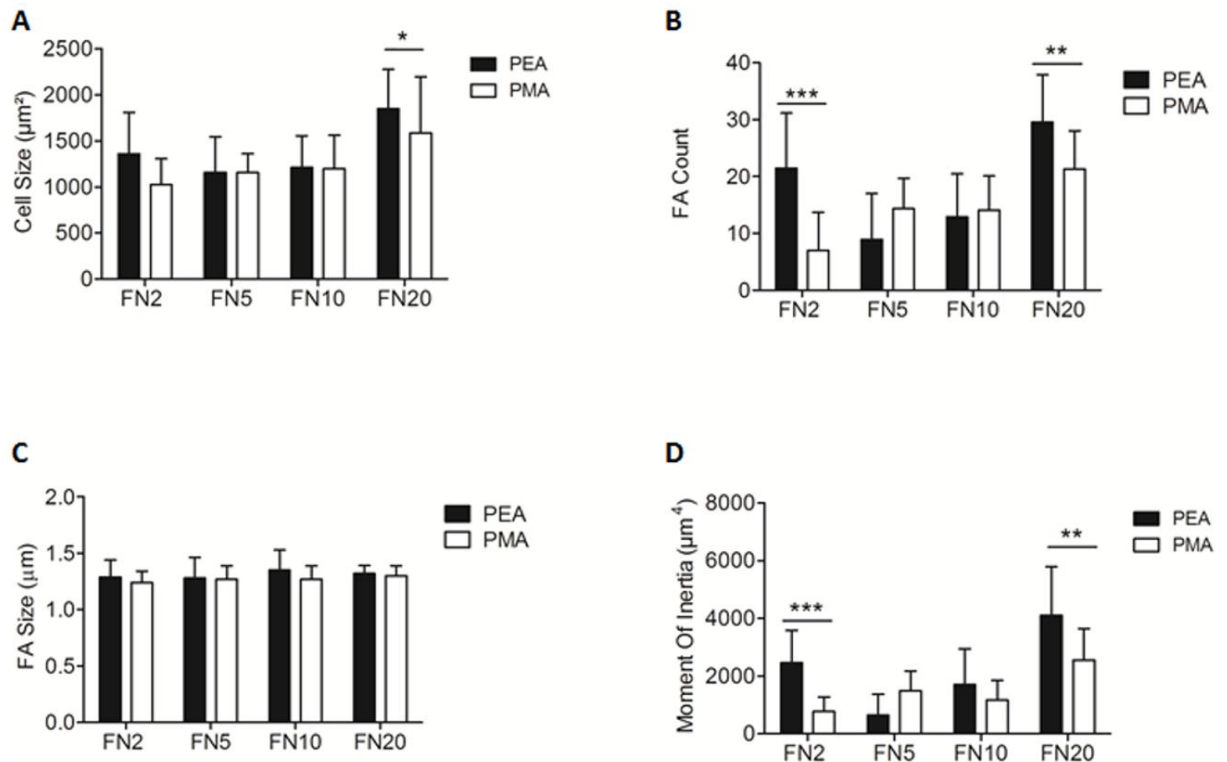 A
Cell Size (µm²)
2500
2000
1500
1000
500
0
*
FN2 FN5 FN10 FN20
PEA
PMA
B
FA Count
40
30
20
10
0
***
**
FN2 FN5 FN10 FN20
PEA
PMA
C
FA Size (µm)
2.0
1.5
1.0
0.5
0.0
FN2 FN5 FN10 FN20
PEA
PMA
D
Moment Of Inertia (µm⁴)
8000
6000
4000
2000
0
***
**
FN2 FN5 FN10 FN20
PEA
PMA